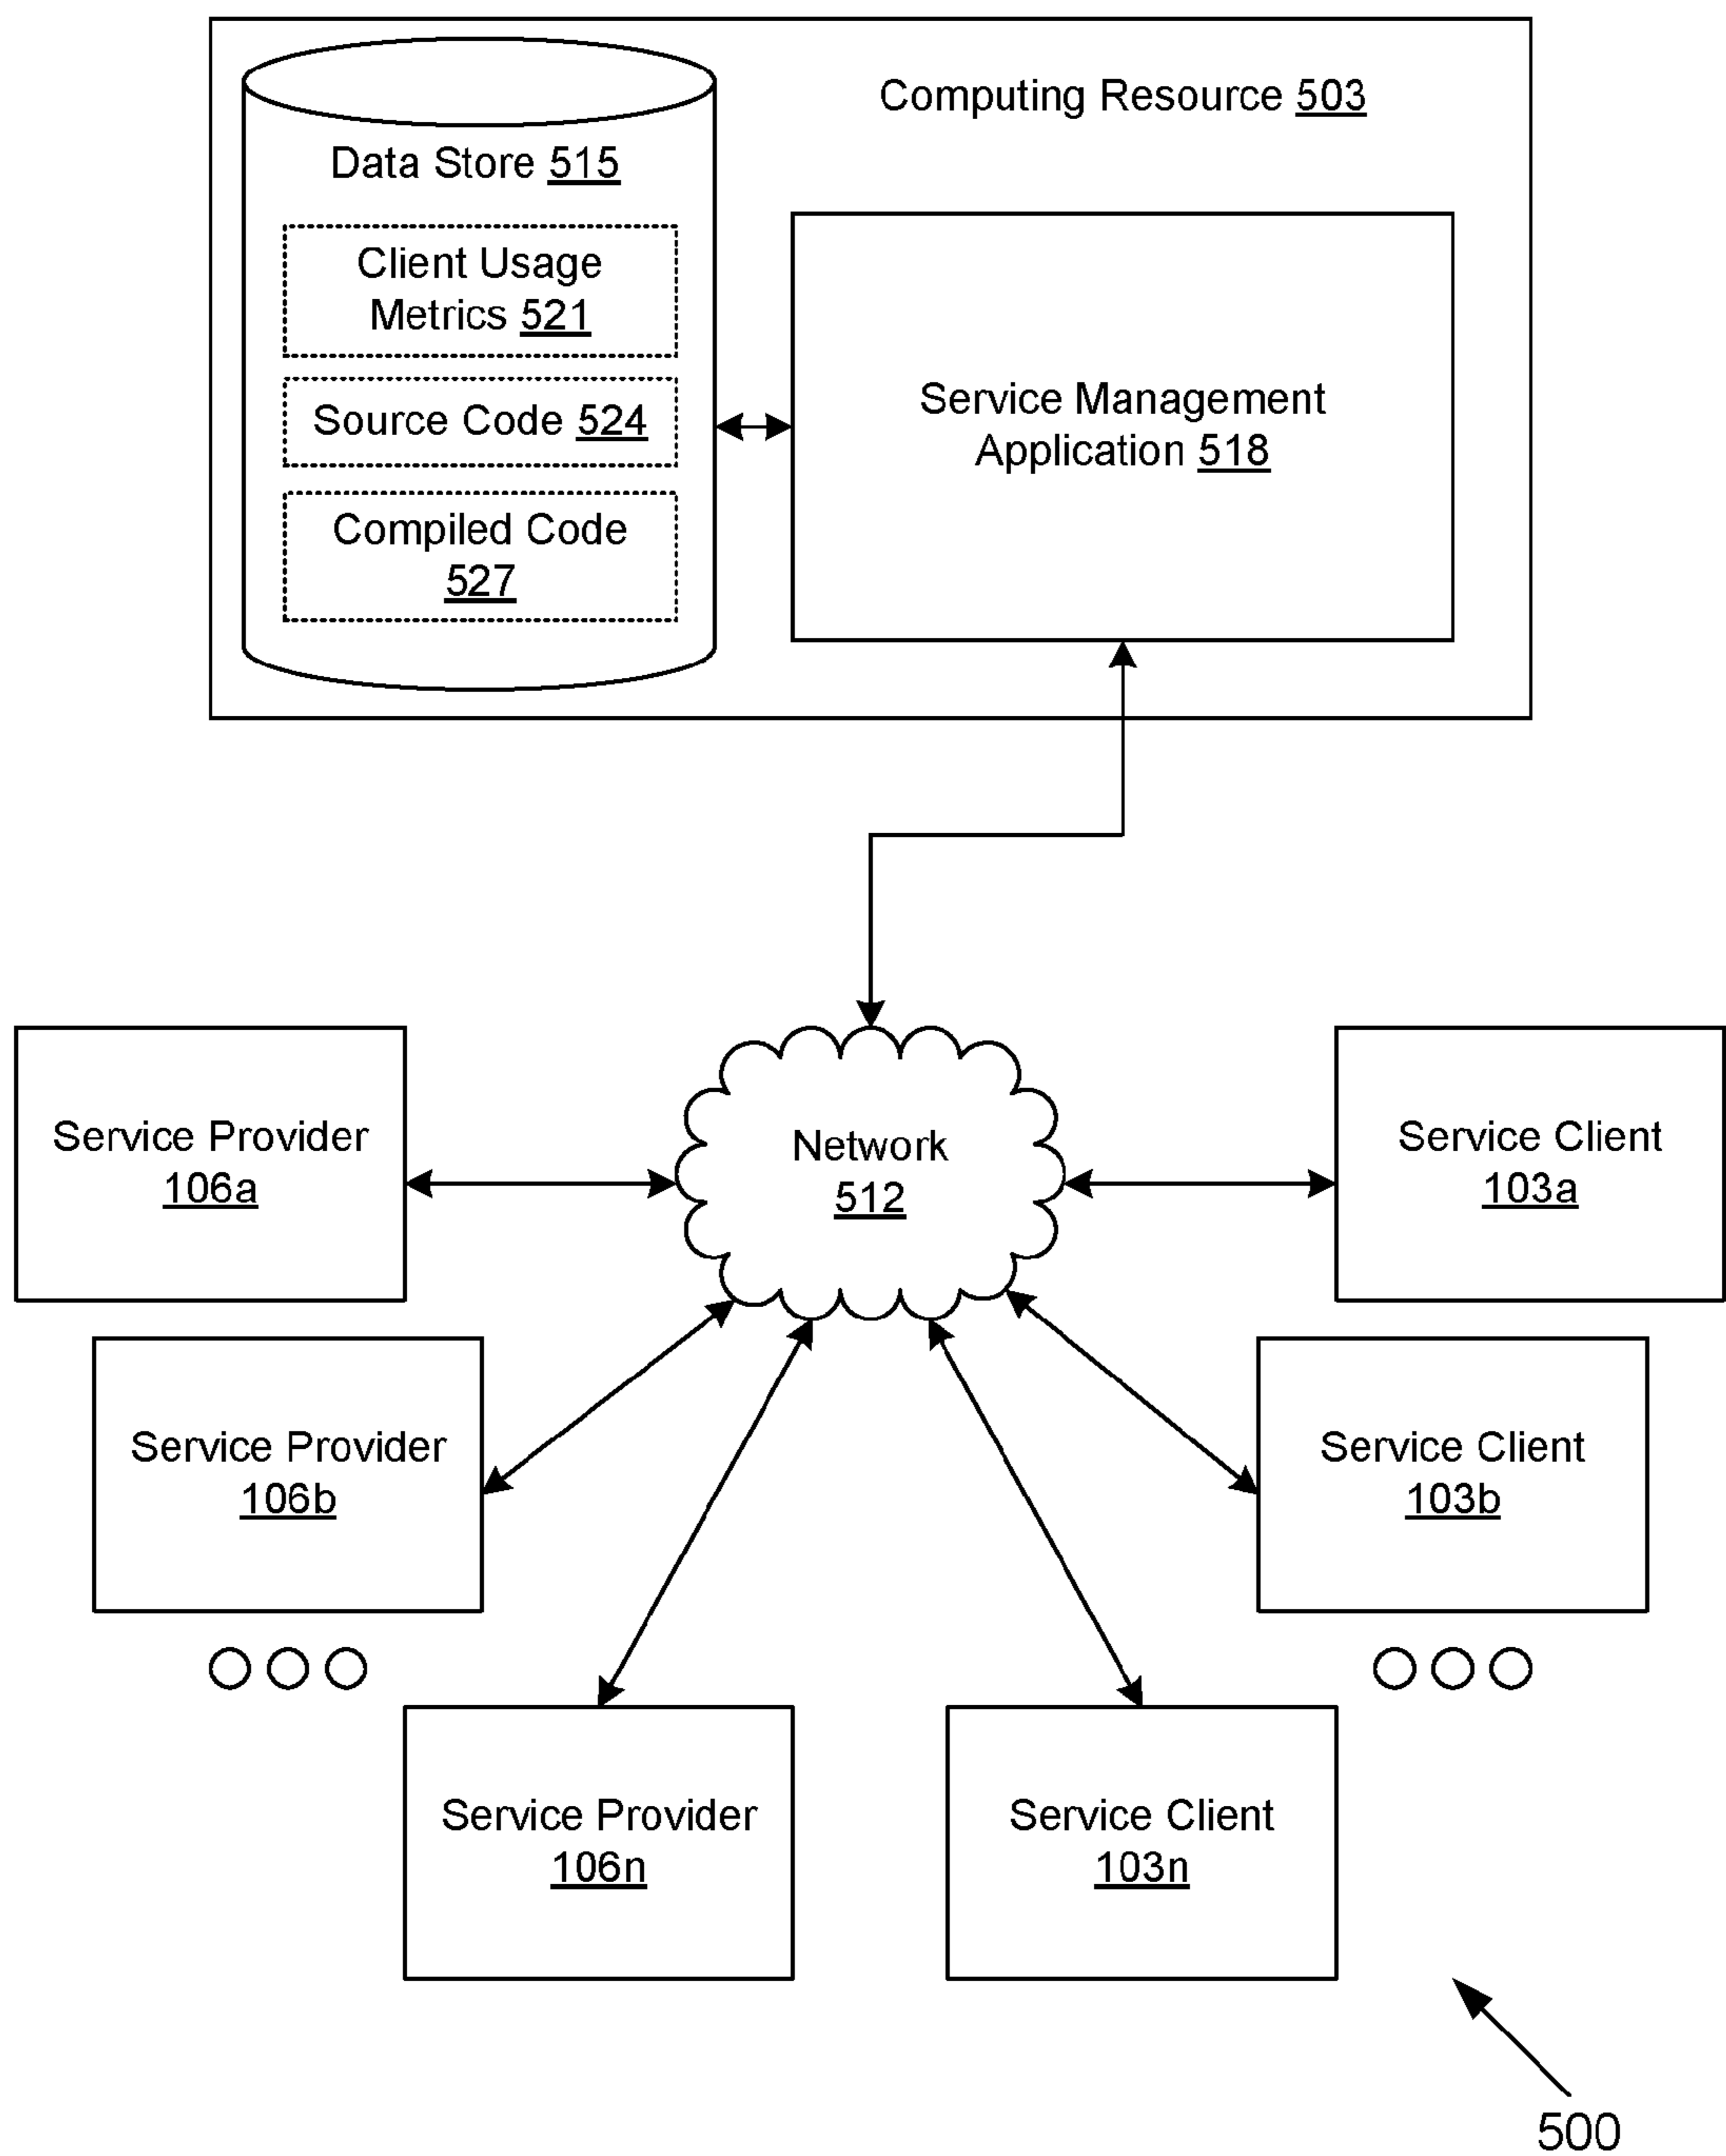 Computing Resource 503
Data Store 515
Client Usage
Metrics 521
Source Code 524
Compiled Code
527
Service Management
Application 518
Network
512
Service Provider
106a
Service Client
103a
Service Provider
106b
Service Client
103b
Service Provider
106n
Service Client
103n
500